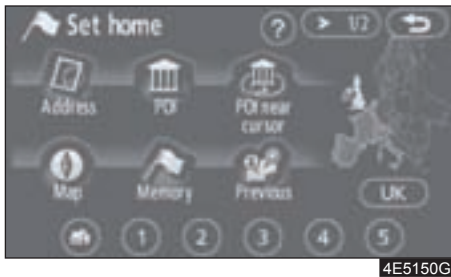 Set home ? > 1/2
Address POI POI near cursor
Map Memory Previous UK
1 2 3 4 5
4E5150G